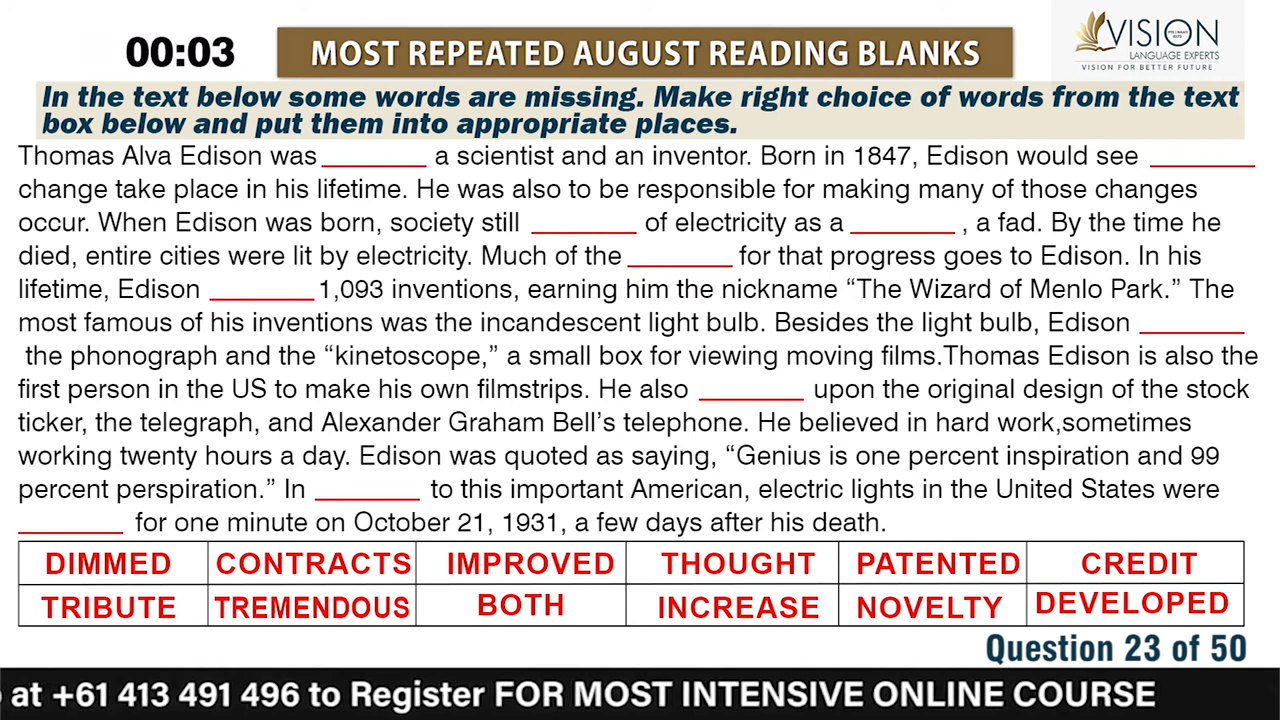 00:03
MOST REPEATED AUGUST READING BLANKS
VISION
LANGUAGE EXPERTS
VISION FOR BETTER FUTURE
In the text below some words are missing. Make right choice of words from the text
box below and put them into appropriate places.
Thomas Alva Edison was ________ a scientist and an inventor. Born in 1847, Edison would see ________
change take place in his lifetime. He was also to be responsible for making many of those changes
occur. When Edison was born, society still ________ of electricity as a ________ , a fad. By the time he
died, entire cities were lit by electricity. Much of the ________ for that progress goes to Edison. In his
lifetime, Edison ________ 1,093 inventions, earning him the nickname “The Wizard of Menlo Park.” The
most famous of his inventions was the incandescent light bulb. Besides the light bulb, Edison ________
the phonograph and the “kinetoscope,” a small box for viewing moving films.Thomas Edison is also the
first person in the US to make his own filmstrips. He also ________ upon the original design of the stock
ticker, the telegraph, and Alexander Graham Bell’s telephone. He believed in hard work,sometimes
working twenty hours a day. Edison was quoted as saying, “Genius is one percent inspiration and 99
percent perspiration.” In ________ to this important American, electric lights in the United States were
________ for one minute on October 21, 1931, a few days after his death.
DIMMED CONTRACTS IMPROVED THOUGHT PATENTED CREDIT
TRIBUTE TREMENDOUS BOTH INCREASE NOVELTY DEVELOPED
Question 23 of 50
at +61 413 491 496 to Register FOR MOST INTENSIVE ONLINE COURSE